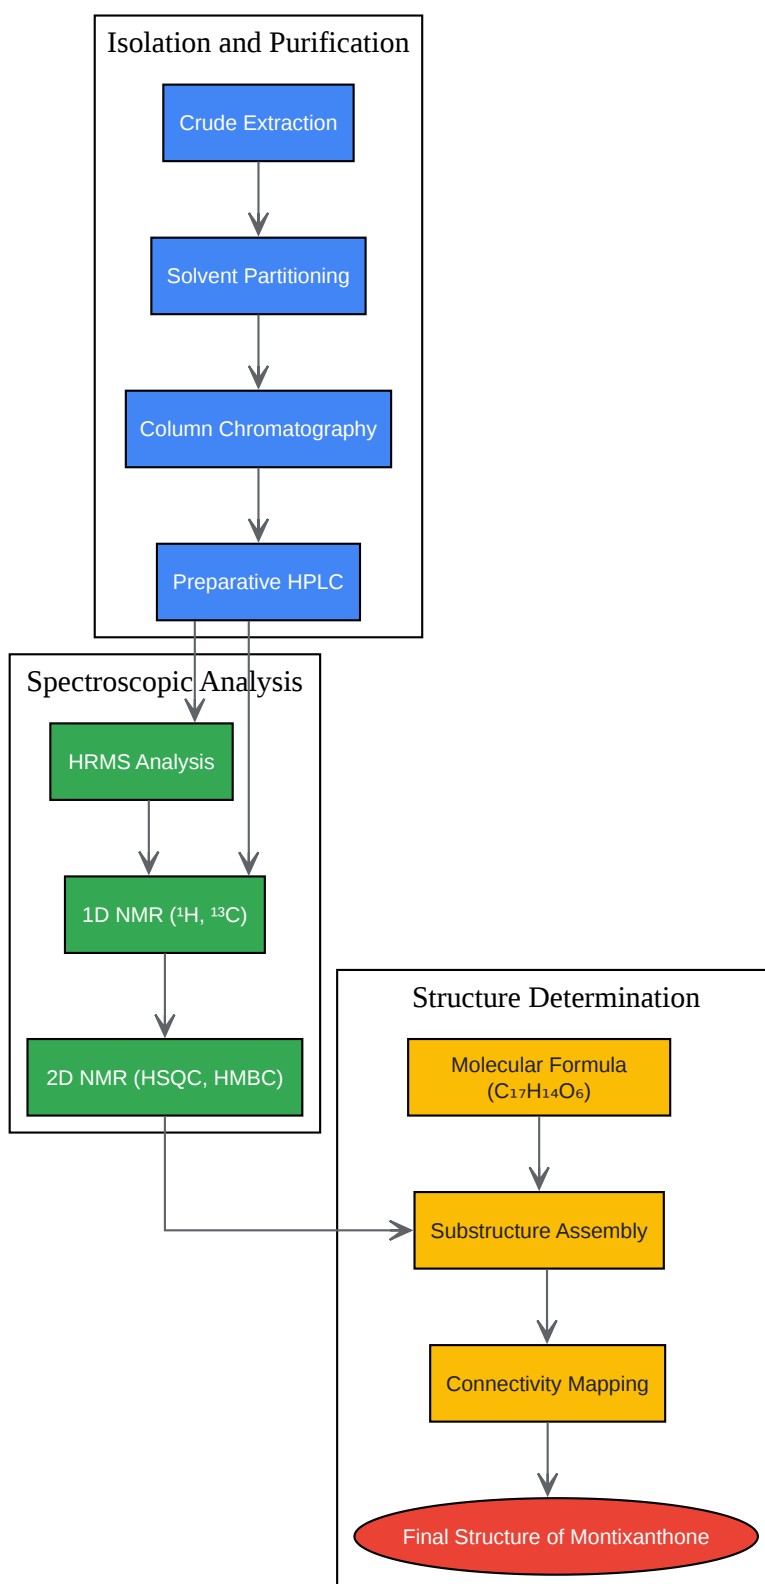 Isolation and Purification
Crude Extraction
Solvent Partitioning
Column Chromatography
Preparative HPLC
Spectroscopic Analysis
HRMS Analysis
1D NMR (¹H, ¹³C)
2D NMR (HSQC, HMBC)
Structure Determination
Molecular Formula
(C₁₇H₁₄O₆)
Substructure Assembly
Connectivity Mapping
Final Structure of Montixanthone